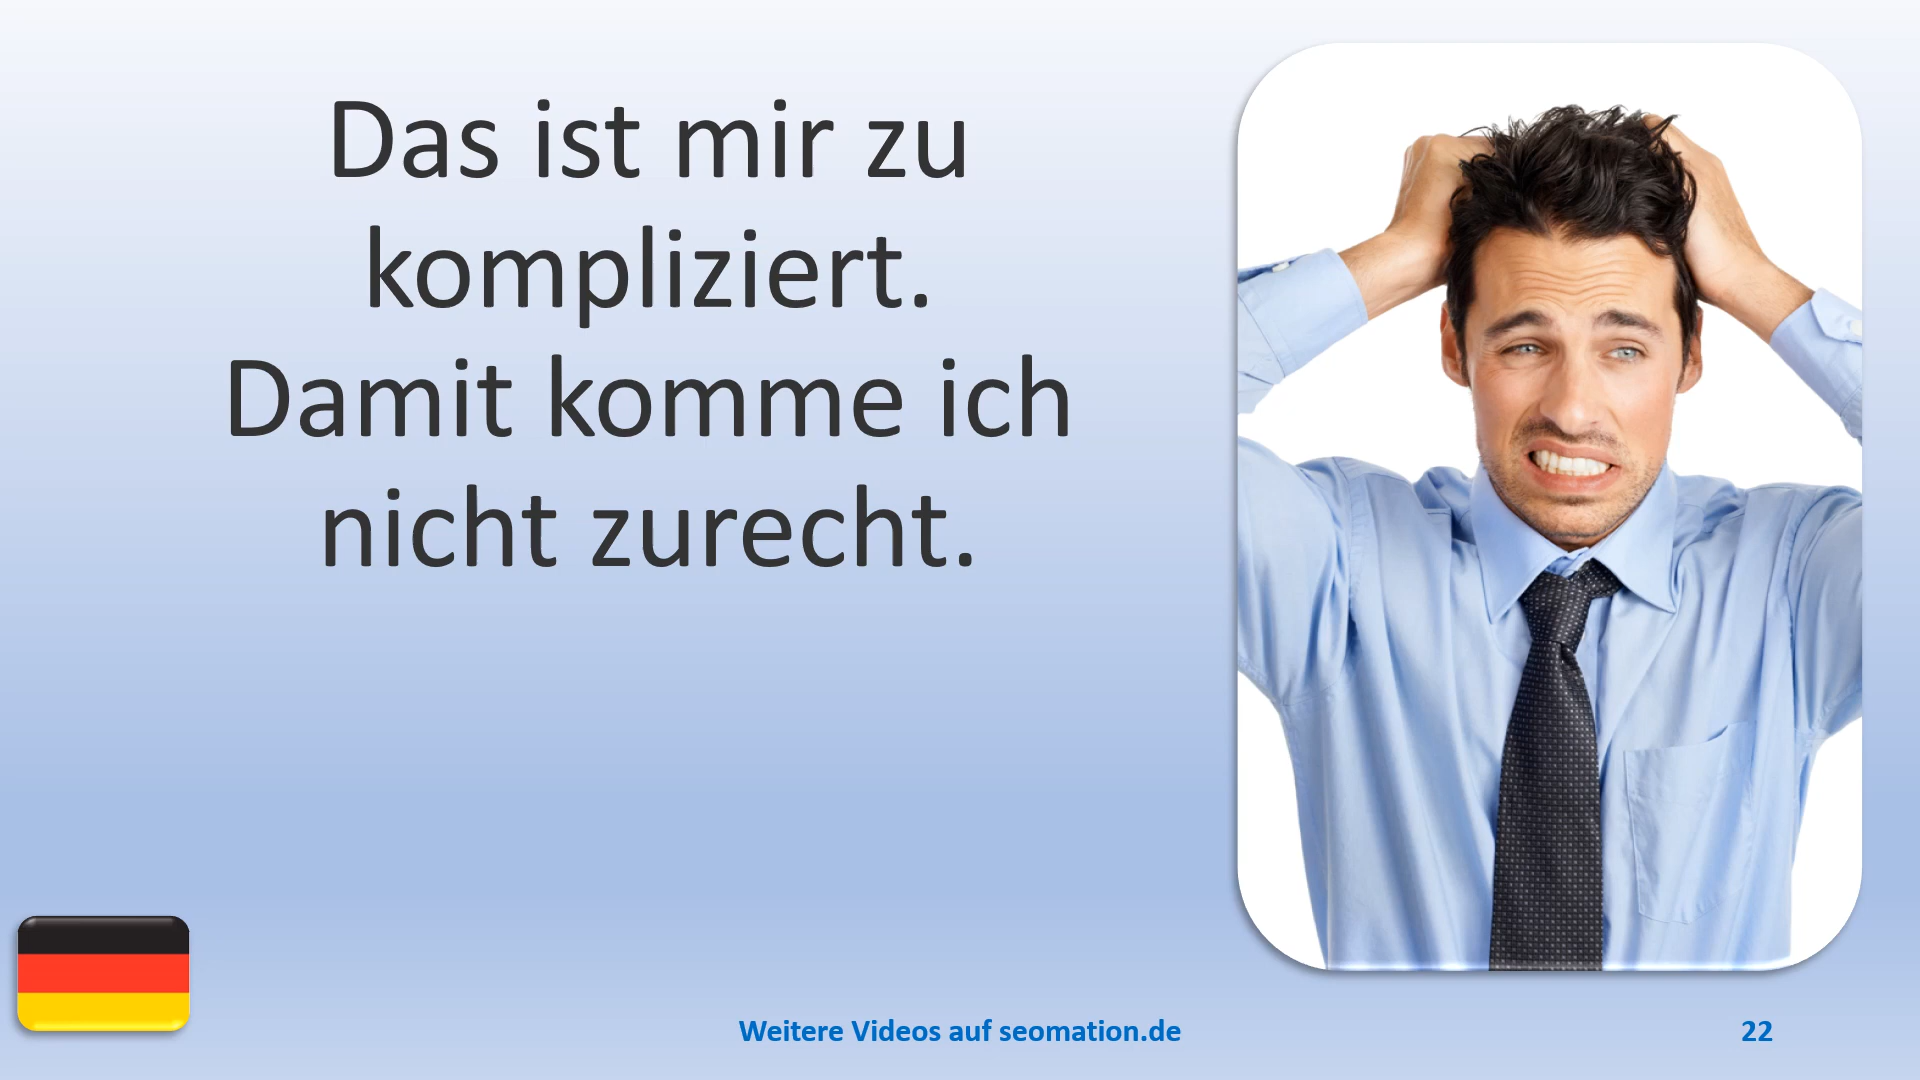 Das ist mir zu
kompliziert.
Damit komme ich
nicht zurecht.
Weitere Videos auf seomation.de
22